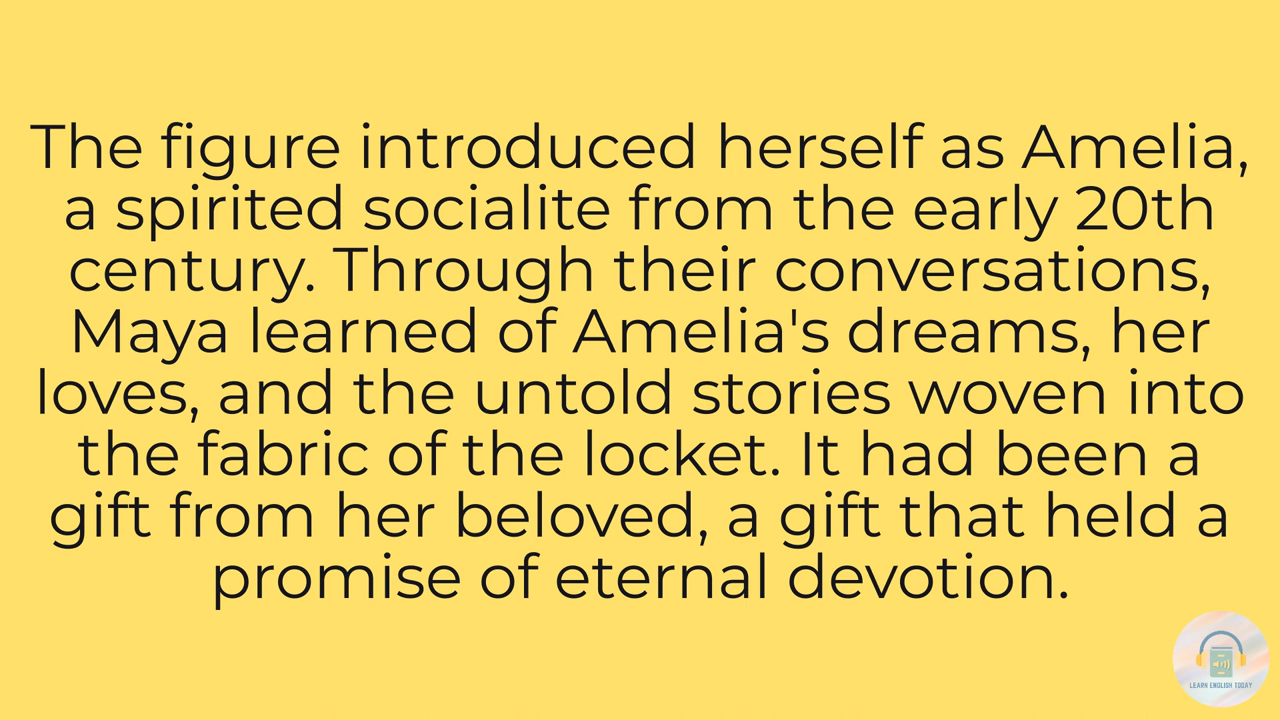 The figure introduced herself as Amelia,
a spirited socialite from the early 20th
century. Through their conversations,
Maya learned of Amelia's dreams, her
loves, and the untold stories woven into
the fabric of the locket. It had been a
gift from her beloved, a gift that held a
promise of eternal devotion.
LEARN ENGLISH TODAY